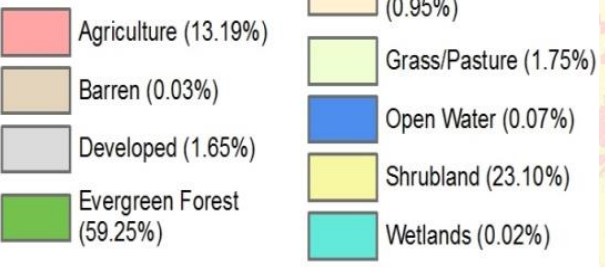 Agriculture (13.19%)
Barren (0.03%)
Developed (1.65%)
Evergreen Forest
(59.25%)
(0.95%)
Grass/Pasture (1.75%)
Open Water (0.07%)
Shrubland (23.10%)
Wetlands (0.02%)